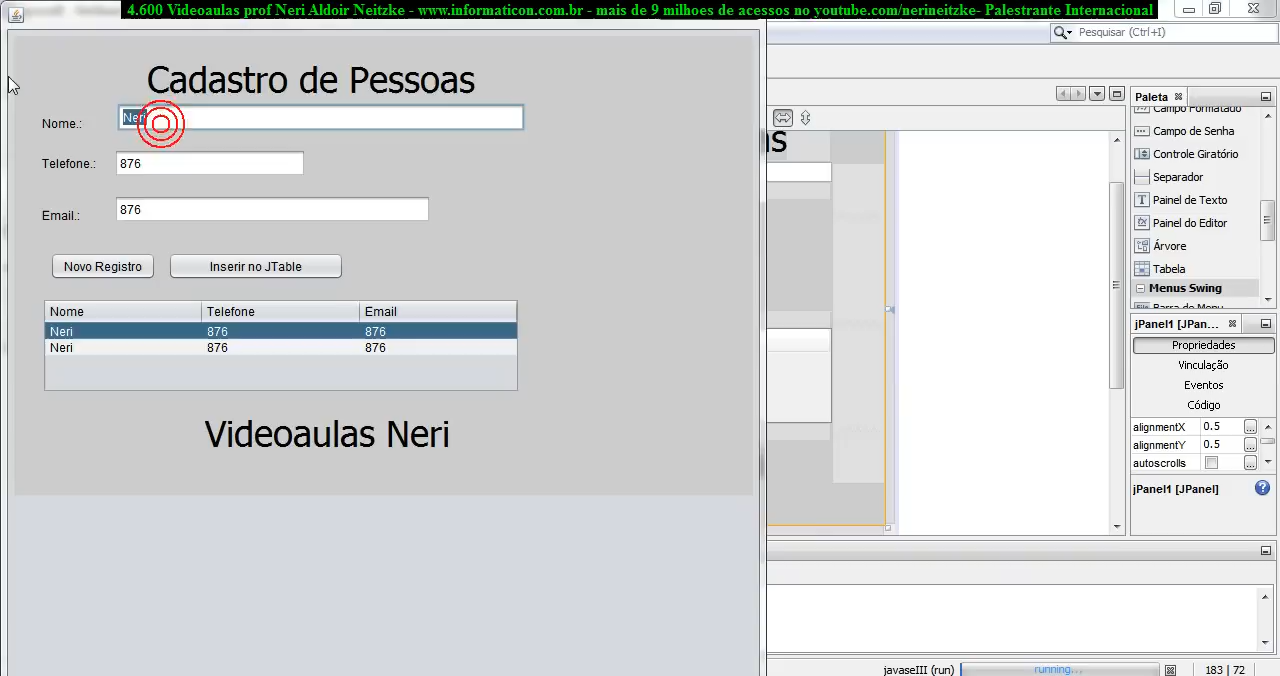 4.600 Videoaulas prof Neri Aldoir Neitzke - www.informaticon.com.br - mais de 9 milhoes de acessos no youtube.com/nerineitzke- Palestrante Internacional
Pesquisar (Ctrl+I)
Cadastro de Pessoas
Nome.: Neri
Telefone.: 876
Email.: 876
Novo Registro Inserir no JTable
Nome Telefone Email
Neri 876 876
Neri 876 876
Videoaulas Neri
as
Paleta
Campo Formatado
Campo de Senha
Controle Giratório
Separador
Painel de Texto
Painel do Editor
Árvore
Tabela
Menus Swing
Barra de Menu
jPanel1 [JPan...
Propriedades
Vinculação
Eventos
Código
alignmentX 0.5 ...
alignmentY 0.5 ...
autoscrolls ...
jPanel1 [JPanel]
javaseIII (run) running... 183 | 72